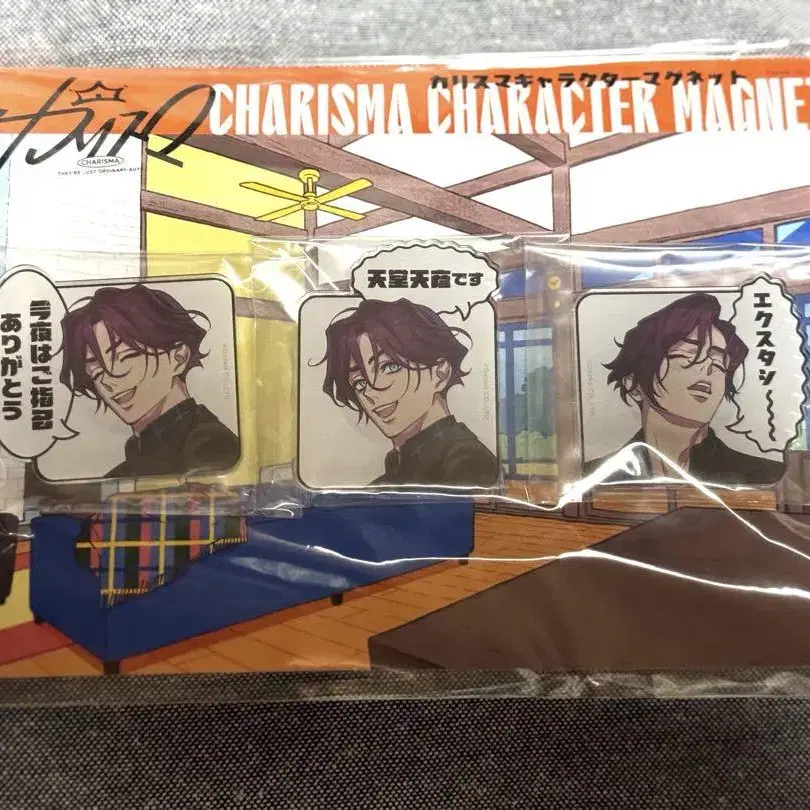 カリスマキャラクターマグネット
カリスマ
CHARISMA CHARACTER MAGNE
CHARISMA
THEY'RE JUST ORDINARY GUY
今夜はご指名
ありがとう
天堂天彦です
エクスタシ〜〜〜〜